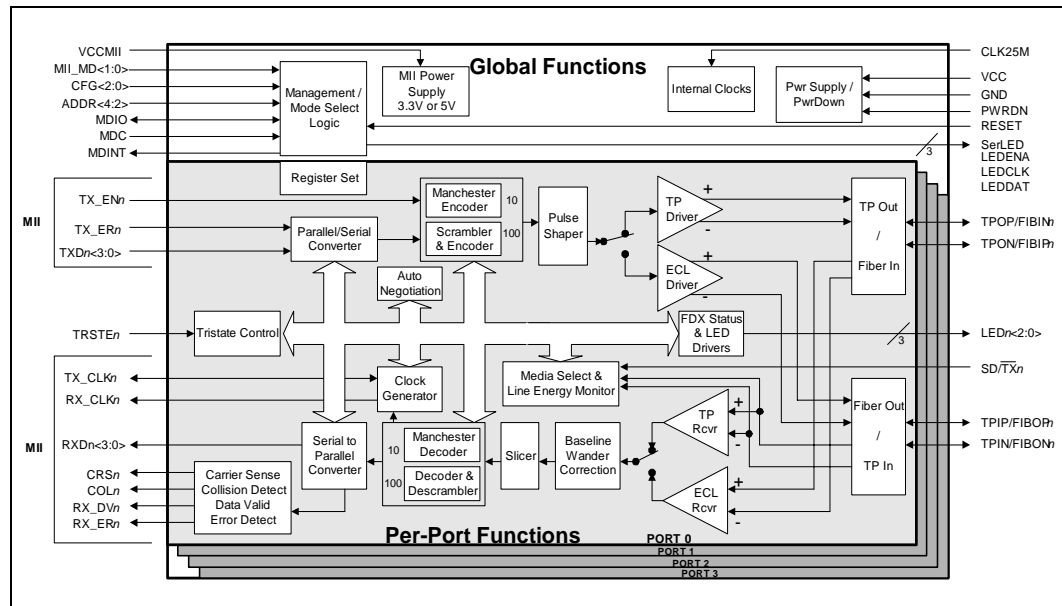 VCCMII
MII_MD<1:0>
CFG<2:0>
ADDR<4:2>
MDIO
MDC
MDINT
Management /
Mode Select
Logic
Register Set
MII Power
Supply
3.3V or 5V
Global Functions
Internal Clocks
Pwr Supply /
PwrDown
CLK25M
VCC
GND
PWRDN
RESET
SerLED
LEDENA
LEDCLK
LEDDAT
3
MII
TX_ENn
TX_ERn
TXDn<3:0>
Parallel/Serial
Converter
Manchester
Encoder
10
Scrambler
& Encoder
100
Pulse
Shaper
TP
Driver
+
-
ECL
Driver
+
-
TP Out
/
Fiber In
TPOP/FIBINn
TPON/FIBIPn
Auto
Negotiation
TRSTEn
Tristate Control
FDX Status
& LED
Drivers
3
LEDn<2:0>
MII
TX_CLKn
RX_CLKn
Clock
Generator
Media Select &
Line Energy Monitor
SD/TXn
RXDn<3:0>
Serial to
Parallel
Converter
10
Manchester
Decoder
100
Decoder &
Descrambler
Slicer
Baseline
Wander
Correction
TP
Rcvr
+
-
ECL
Rcvr
+
-
Fiber Out
/
TP In
TPIP/FIBOPn
TPIN/FIBONn
CRSn
COLn
RX_DVn
RX_ERn
Carrier Sense
Collision Detect
Data Valid
Error Detect
Per-Port Functions
PORT 0
PORT 1
PORT 2
PORT 3